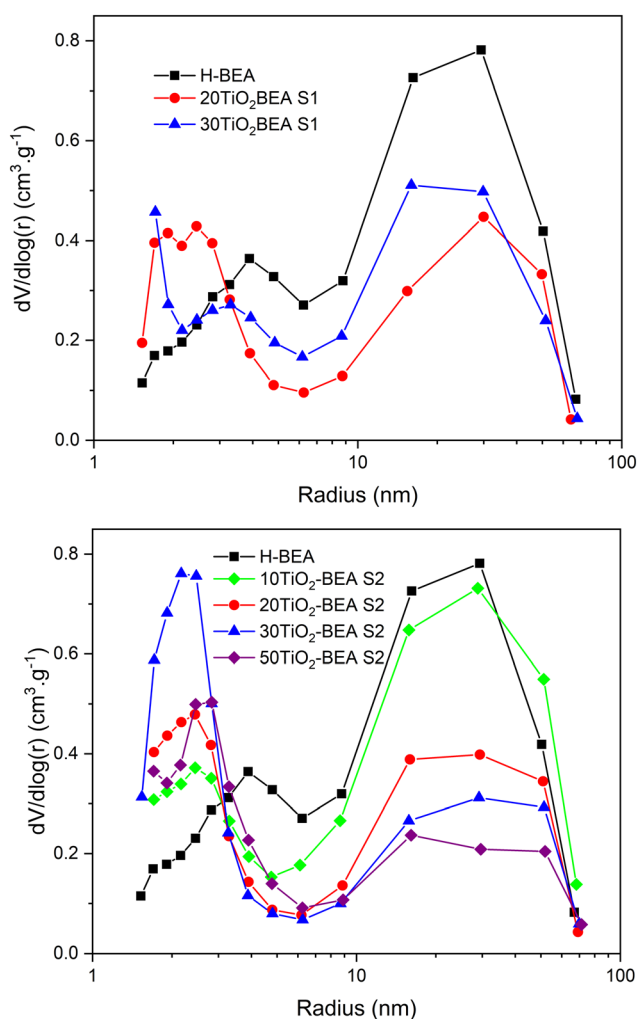 0.8
0.6
0.4
0.2
0.0
dV/dlog(r) (cm³.g⁻¹)
H-BEA
20TiO₂BEA S1
30TiO₂BEA S1
1
10
100
Radius (nm)
0.8
0.6
0.4
0.2
0.0
dV/dlog(r) (cm³.g⁻¹)
H-BEA
10TiO₂-BEA S2
20TiO₂-BEA S2
30TiO₂-BEA S2
50TiO₂-BEA S2
1
10
100
Radius (nm)